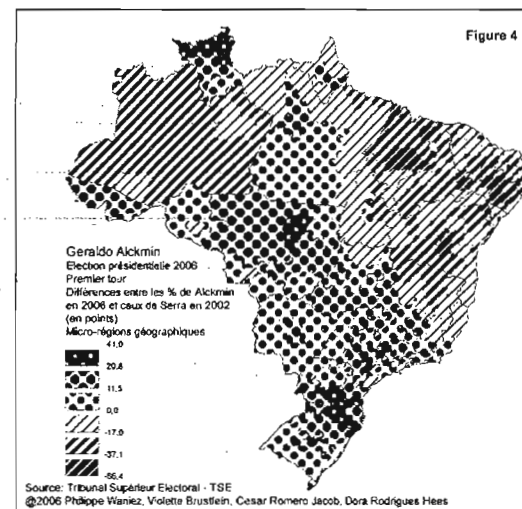 Figure 4
Geraldo Alckmin
Election présidentielle 2006
Premier tour
Différences entre les % de Alckmin
en 2006 et ceux de Serra en 2002
(en points)
Micro-régions géographiques
41,0
20,8
11,5
0,0
-17,0
-37,1
-66,4
Source: Tribunal Supérieur Electoral - TSE
@2006 Philippe Waniez, Violette Brustlein, Cesar Romero Jacob, Dora Rodrigues Hees